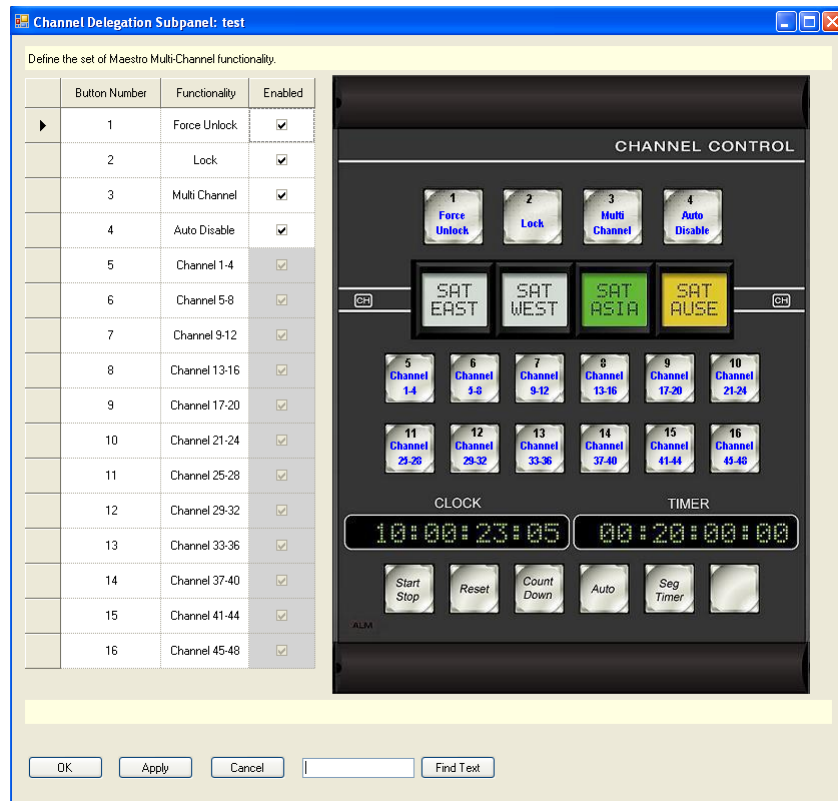 Channel Delegation Subpanel: test
Define the set of Maestro Multi-Channel functionality.
Button Number Functionality Enabled
1 Force Unlock
2 Lock
3 Multi Channel
4 Auto Disable
5 Channel 1-4
6 Channel 5-8
7 Channel 9-12
8 Channel 13-16
9 Channel 17-20
10 Channel 21-24
11 Channel 25-28
12 Channel 29-32
13 Channel 33-36
14 Channel 37-40
15 Channel 41-44
16 Channel 45-48
CHANNEL CONTROL
1 2 3 4
Force Lock Multi Auto
Unlock Channel Disable
CH SAT SAT SAT SAT CH
EAST WEST ASIA AUSE
5 6 7 8 9 10
Channel Channel Channel Channel Channel Channel
1-4 5-8 9-12 13-16 17-20 21-24
11 12 13 14 15 16
Channel Channel Channel Channel Channel Channel
25-28 29-32 33-36 37-40 41-44 45-48
CLOCK TIMER
10:00:23:05 00:20:00:00
Start Reset Count Auto Seg
Stop Down Timer
ALM
OK Apply Cancel Find Text